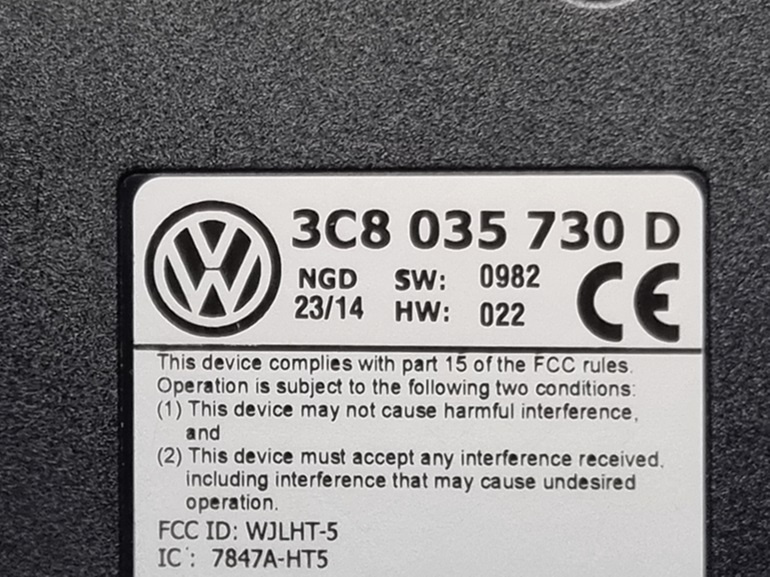 3C8 035 730 D
NGD SW: 0982
23/14 HW: 022
CE
This device complies with part 15 of the FCC rules.
Operation is subject to the following two conditions:
(1) This device may not cause harmful interference,
and
(2) This device must accept any interference received,
including interference that may cause undesired
operation.
FCC ID: WJLHT-5
IC : 7847A-HT5